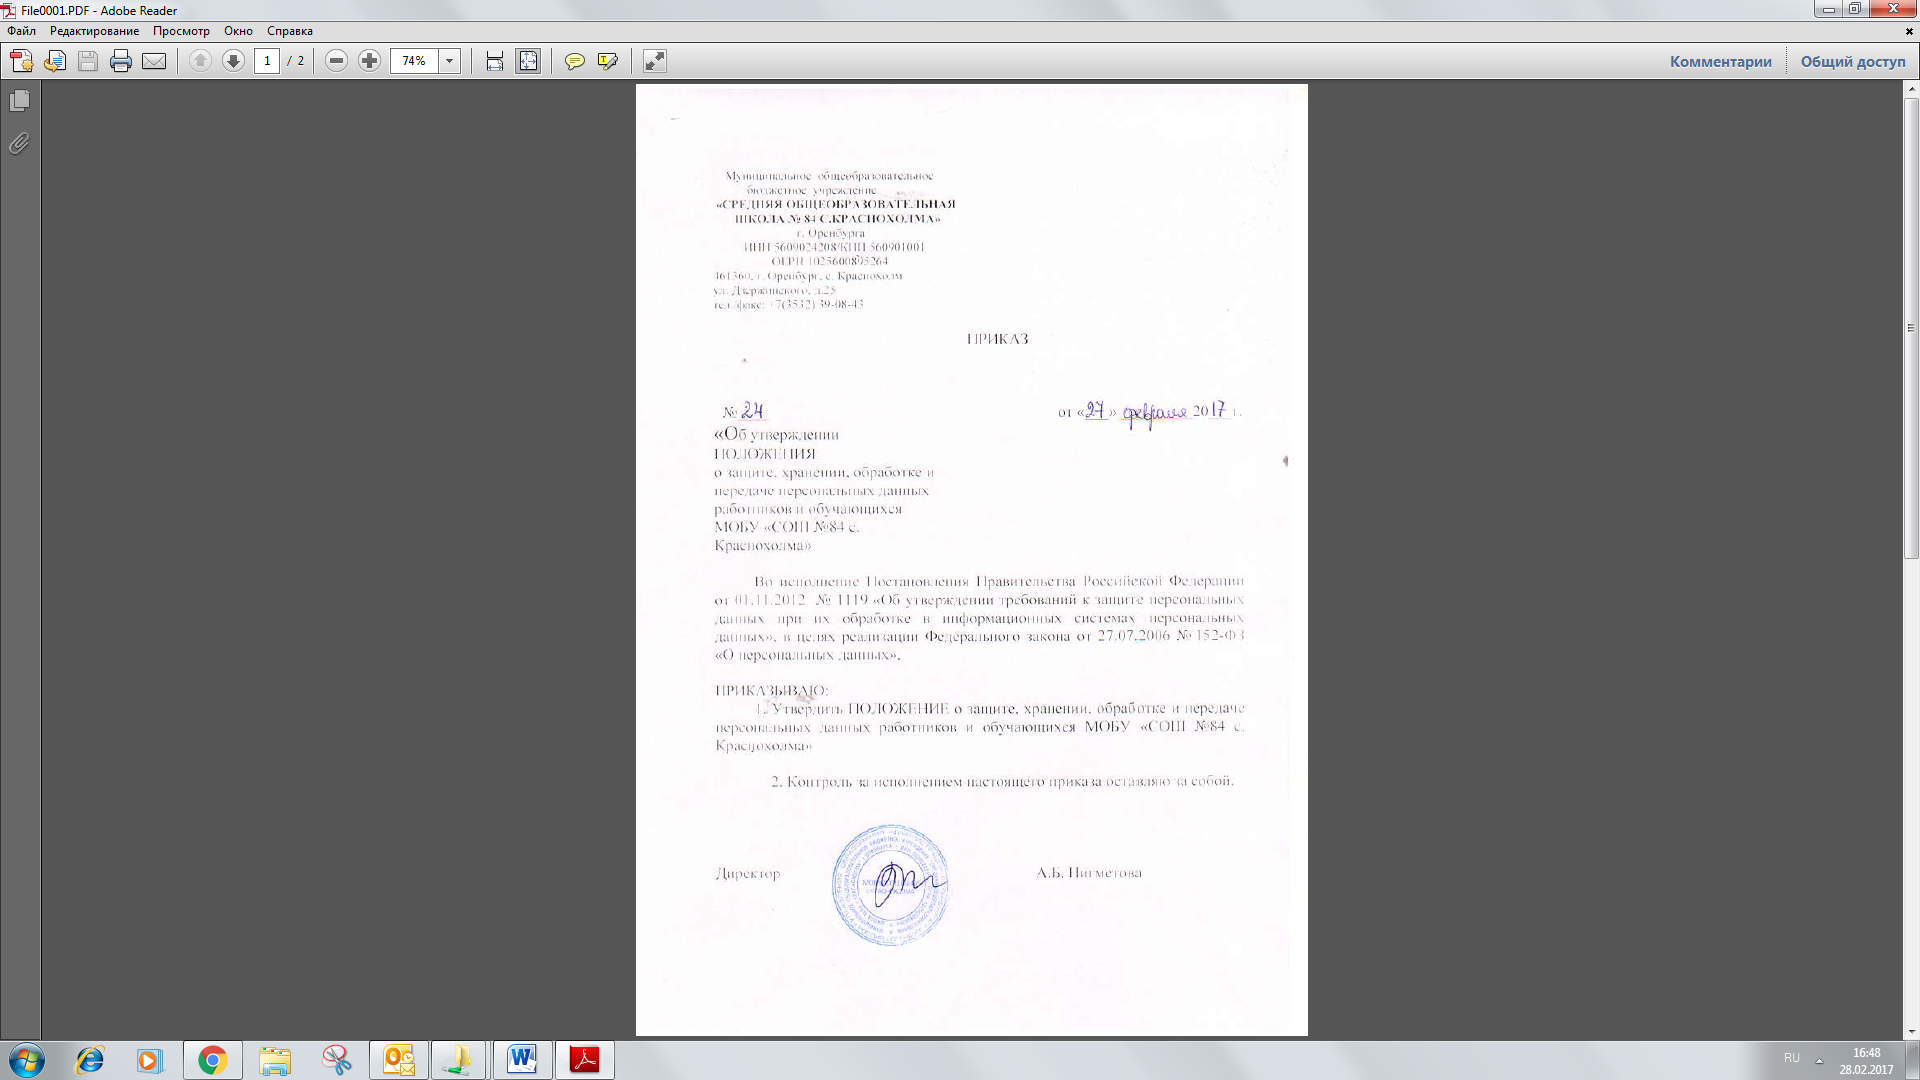 File0001.PDF - Adobe Reader
Файл Редактирование Просмотр Окно Справка
1 / 2 74% Комментарии Общий доступ
Муниципальное общеобразовательное
бюджетное учреждение
«СРЕДНЯЯ ОБЩЕОБРАЗОВАТЕЛЬНАЯ
ШКОЛА № 84 С.КРАСНОХОЛМА»
г. Оренбурга
ИНН 5609024208/КПП 560901001
ОГРН 1025600895264
461360, г. Оренбург, с. Краснохолм
ул. Дзержинского, д.25
тел./факс: +7(3532) 39-08-43
ПРИКАЗ
№ 24 от «27» февраля 2017 г.
«Об утверждении
ПОЛОЖЕНИЯ
о защите, хранении, обработке и
передаче персональных данных
работников и обучающихся
МОБУ «СОШ №84 с.
Краснохолма»
Во исполнение Постановления Правительства Российской Федерации
от 01.11.2012 № 1119 «Об утверждении требований к защите персональных
данных при их обработке в информационных системах персональных
данных», в целях реализации Федерального закона от 27.07.2006 № 152-ФЗ
«О персональных данных»,
ПРИКАЗЫВАЮ:
1. Утвердить ПОЛОЖЕНИЕ о защите, хранении, обработке и передаче
персональных данных работников и обучающихся МОБУ «СОШ №84 с.
Краснохолма»
2. Контроль за исполнением настоящего приказа оставляю за собой.
Директор А.Б. Нигметова
RU 16:48
28.02.2017